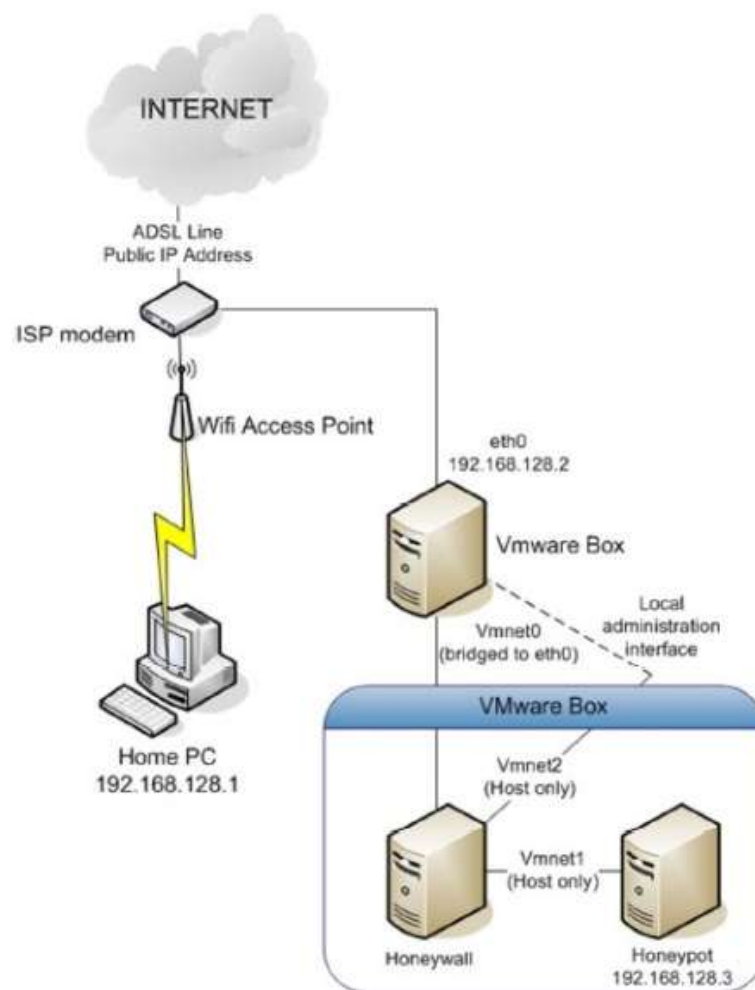 INTERNET
ADSL Line
Public IP Address
ISP modem
Wifi Access Point
eth0
192.168.128.2
Vmware Box
Local
administration
interface
Vmnet0
(bridged to eth0)
Home PC
192.168.128.1
VMware Box
Vmnet2
(Host only)
Vmnet1
(Host only)
Honeywall
Honeypot
192.168.128.3